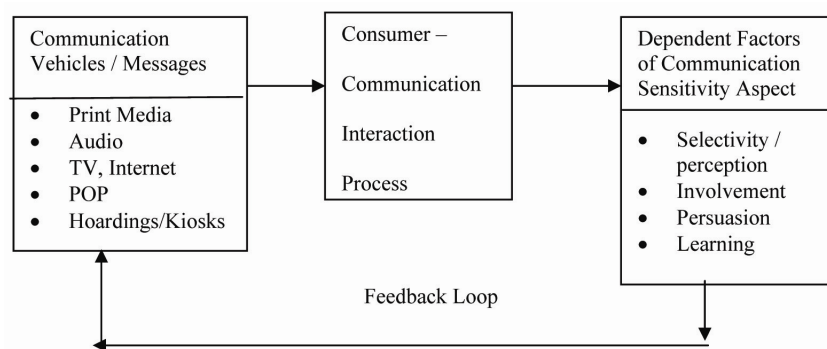 Communication
Vehicles / Messages
• Print Media
• Audio
• TV, Internet
• POP
• Hoardings/Kiosks
Consumer –
Communication
Interaction
Process
Dependent Factors
of Communication
Sensitivity Aspect
• Selectivity /
perception
• Involvement
• Persuasion
• Learning
Feedback Loop